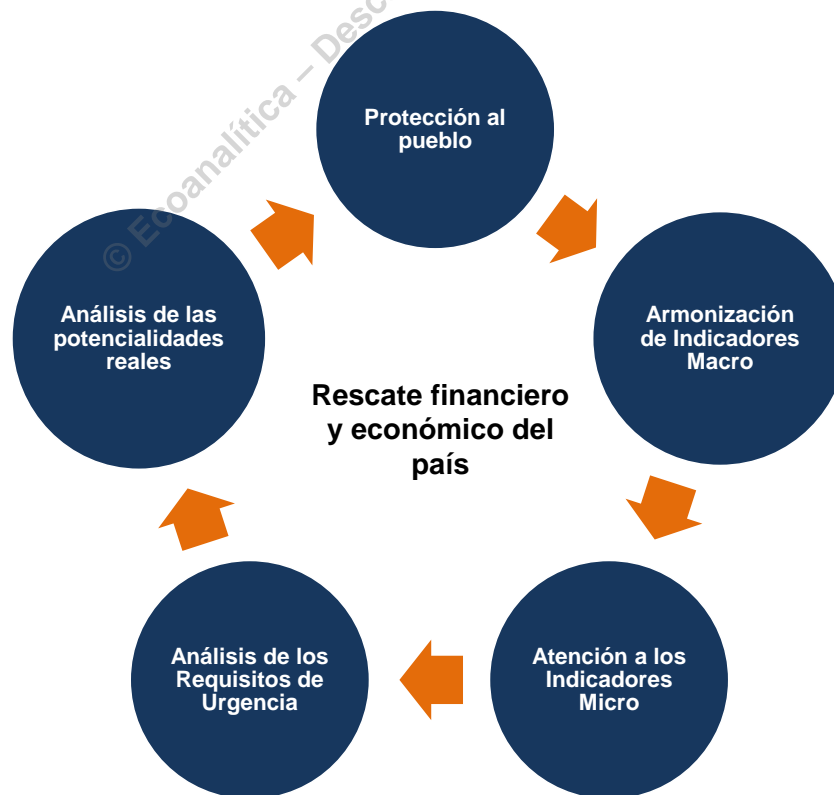 © Ecoanalítica – Desc
Protección al
pueblo
Armonización
de Indicadores
Macro
Atención a los
Indicadores
Micro
Análisis de los
Requisitos de
Urgencia
Análisis de las
potencialidades
reales
Rescate financiero
y económico del
país